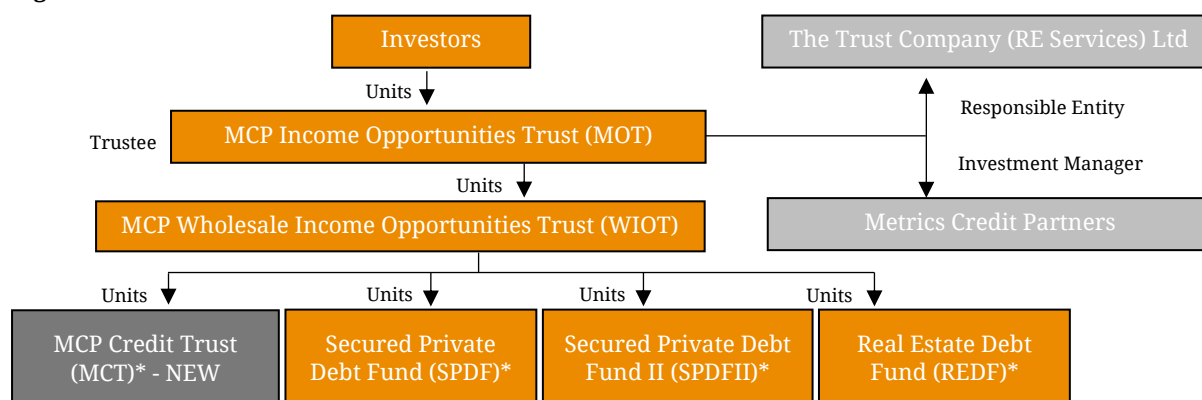 Investors
The Trust Company (RE Services) Ltd
Units
Responsible Entity
Trustee
MCP Income Opportunities Trust (MOT)
Investment Manager
Units
MCP Wholesale Income Opportunities Trust (WIOT)
Metrics Credit Partners
Units
Units
Units
Units
MCP Credit Trust
(MCT)* - NEW
Secured Private
Debt Fund (SPDF)*
Secured Private Debt
Fund II (SPDFII)*
Real Estate Debt
Fund (REDF)*